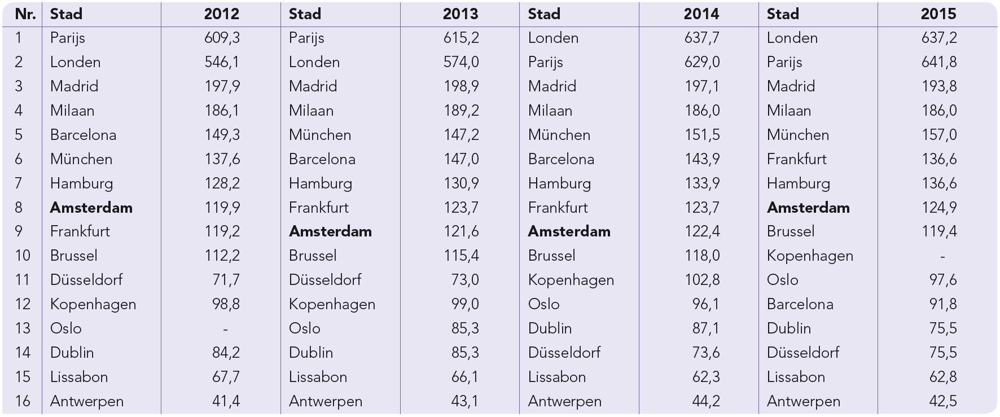 Nr. Stad 2012 Stad 2013 Stad 2014 Stad 2015
1 Parijs 609,3 Parijs 615,2 Londen 637,7 Londen 637,2
2 Londen 546,1 Londen 574,0 Parijs 629,0 Parijs 641,8
3 Madrid 197,9 Madrid 198,9 Madrid 197,1 Madrid 193,8
4 Milaan 186,1 Milaan 189,2 Milaan 186,0 Milaan 186,0
5 Barcelona 149,3 München 147,2 München 151,5 München 157,0
6 München 137,6 Barcelona 147,0 Barcelona 143,9 Frankfurt 136,6
7 Hamburg 128,2 Hamburg 130,9 Hamburg 133,9 Hamburg 136,6
8 Amsterdam 119,9 Frankfurt 123,7 Frankfurt 123,7 Amsterdam 124,9
9 Frankfurt 119,2 Amsterdam 121,6 Amsterdam 122,4 Brussel 119,4
10 Brussel 112,2 Brussel 115,4 Brussel 118,0 Kopenhagen -
11 Düsseldorf 71,7 Düsseldorf 73,0 Kopenhagen 102,8 Oslo 97,6
12 Kopenhagen 98,8 Kopenhagen 99,0 Oslo 96,1 Barcelona 91,8
13 Oslo - Oslo 85,3 Dublin 87,1 Dublin 75,5
14 Dublin 84,2 Dublin 85,3 Düsseldorf 73,6 Düsseldorf 75,5
15 Lissabon 67,7 Lissabon 66,1 Lissabon 62,3 Lissabon 62,8
16 Antwerpen 41,4 Antwerpen 43,1 Antwerpen 44,2 Antwerpen 42,5